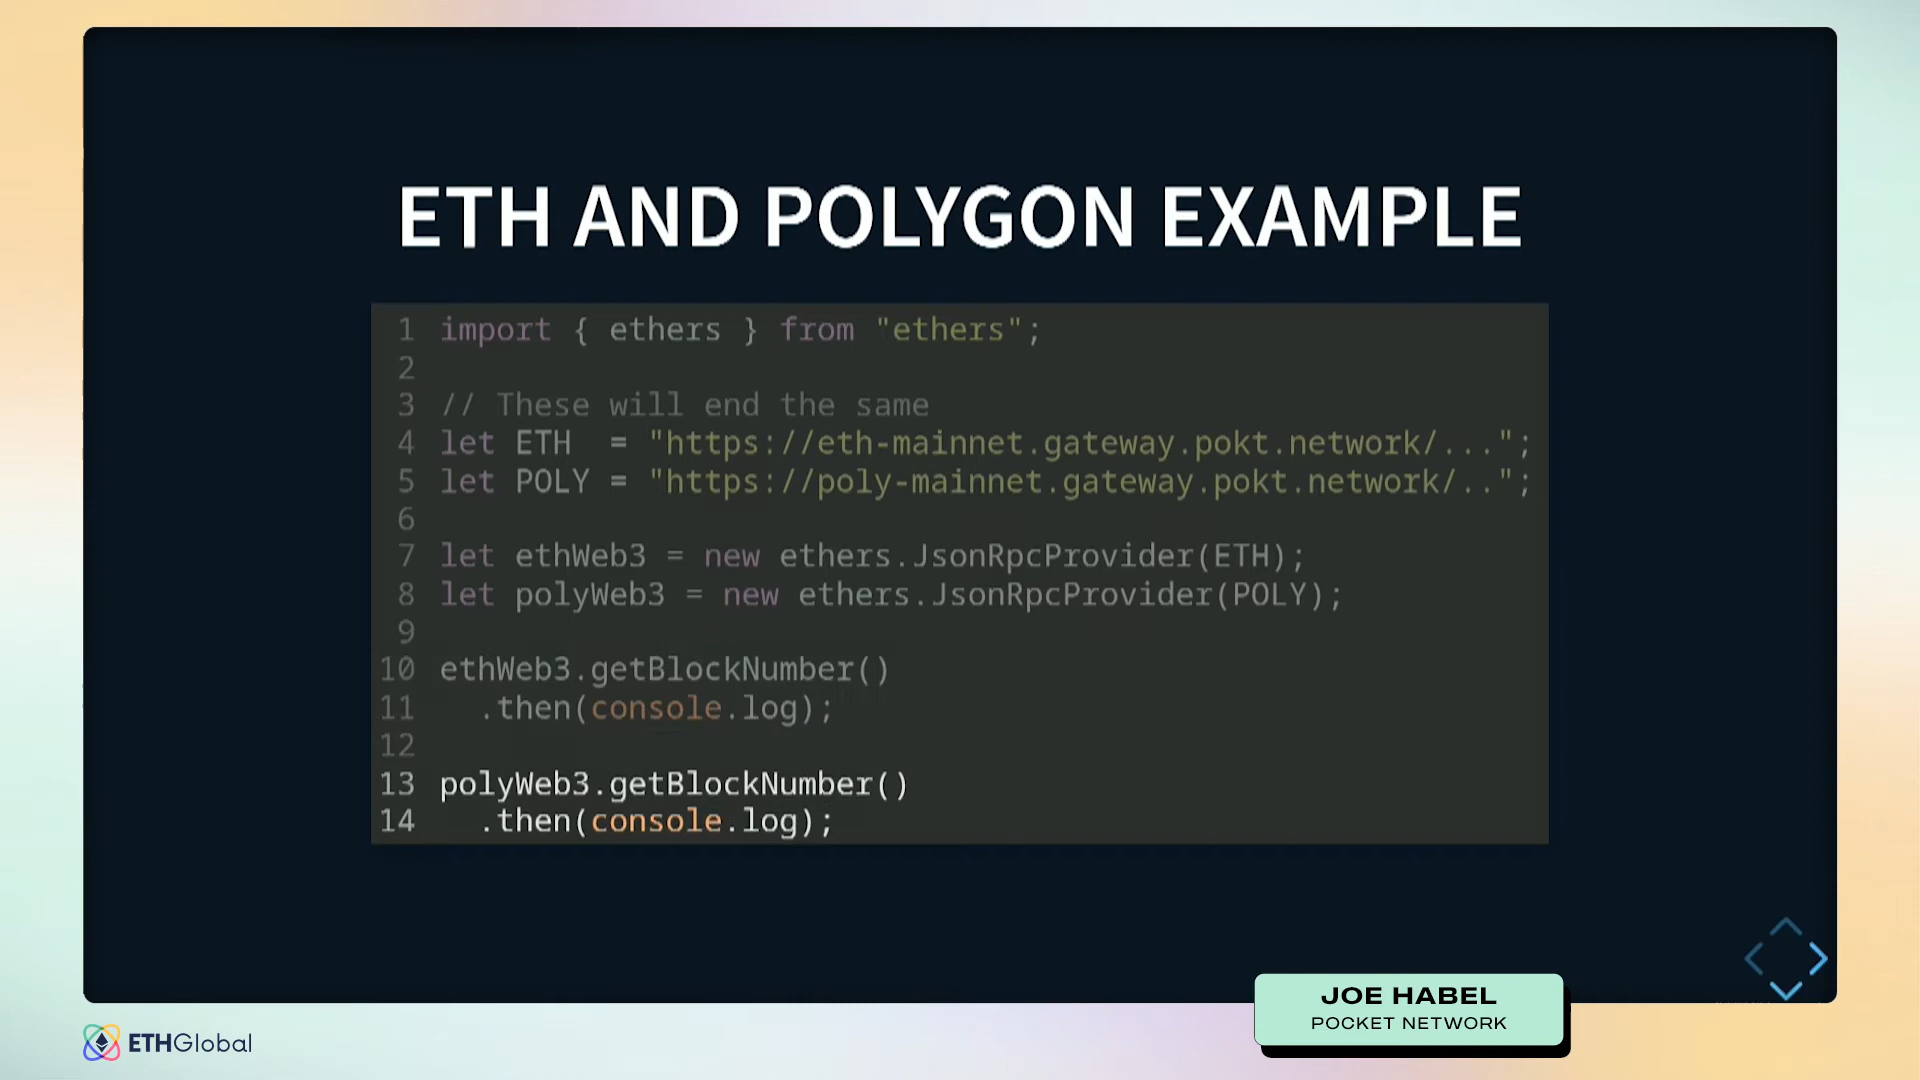 ETH AND POLYGON EXAMPLE
1 import { ethers } from "ethers";
2
3 // These will end the same
4 let ETH  = "https://eth-mainnet.gateway.pokt.network/...";
5 let POLY = "https://poly-mainnet.gateway.pokt.network/..";
6
7 let ethWeb3 = new ethers.JsonRpcProvider(ETH);
8 let polyWeb3 = new ethers.JsonRpcProvider(POLY);
9
10 ethWeb3.getBlockNumber()
11   .then(console.log);
12
13 polyWeb3.getBlockNumber()
14   .then(console.log);
JOE HABEL
POCKET NETWORK
ETHGlobal